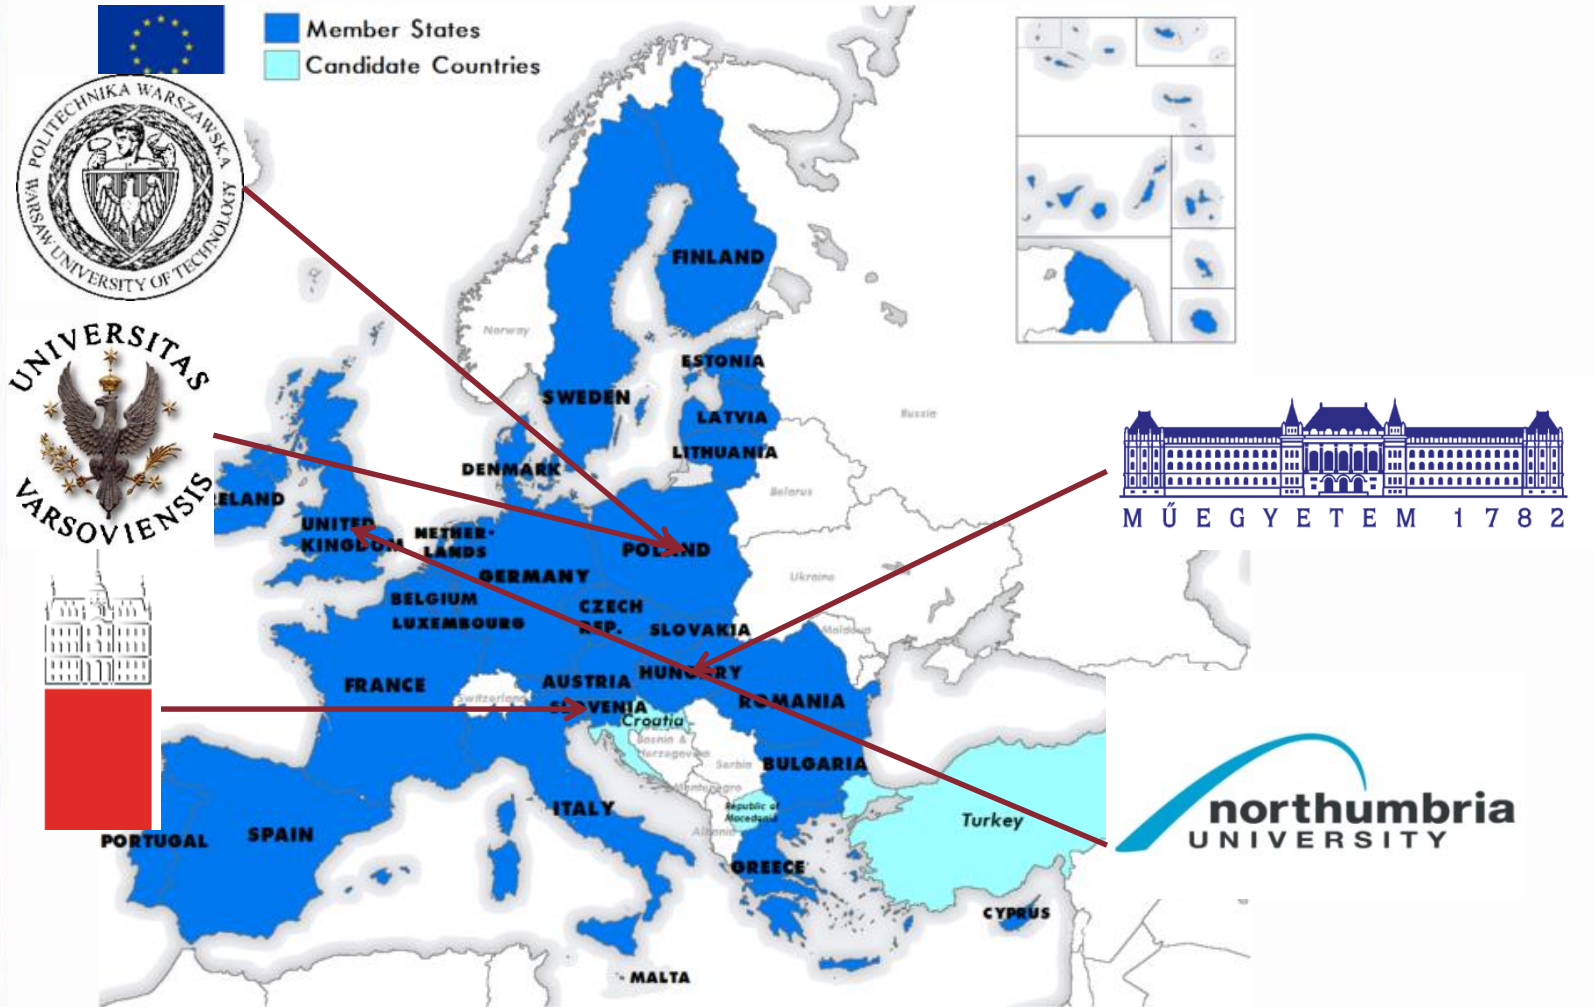 Member States
Candidate Countries
POLITECHNIKA WARSZAWSKA
WARSAW UNIVERSITY OF TECHNOLOGY
UNIVERSITAS
VARSOVIENSIS
FINLAND
Norway
ESTONIA
SWEDEN
LATVIA
Russia
LITHUANIA
DENMARK
Belarus
IRELAND
UNITED
KINGDOM
NETHER-
LANDS
POLAND
GERMANY
Ukraine
BELGIUM
CZECH
REP.
LUXEMBOURG
SLOVAKIA
Moldova
HUNGARY
FRANCE
AUSTRIA
Switzerland
ROMANIA
SLOVENIA
Croatia
Bosnia &
Herzegovina
Serbia
BULGARIA
Montenegro
Republic of
Macedonia
ITALY
Albania
Turkey
PORTUGAL
SPAIN
GREECE
CYPRUS
MALTA
MŰEGYETEM 1782
northumbria
UNIVERSITY